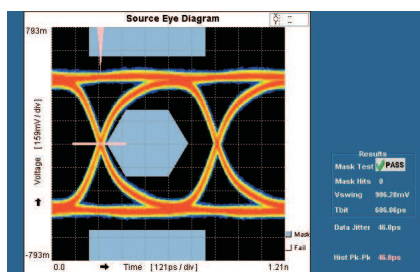 Source Eye Diagram
X: --
Y: --
793m
Voltage [159mV / div]
-793m
0.0
Time [121ps / div]
1.21n
Mask
Fail
Results
Mask Test PASS
Mask Hits 0
Vswing 906.28mV
Tbit 606.06ps
Data Jitter 46.0ps
Hist Pk-Pk 46.0ps